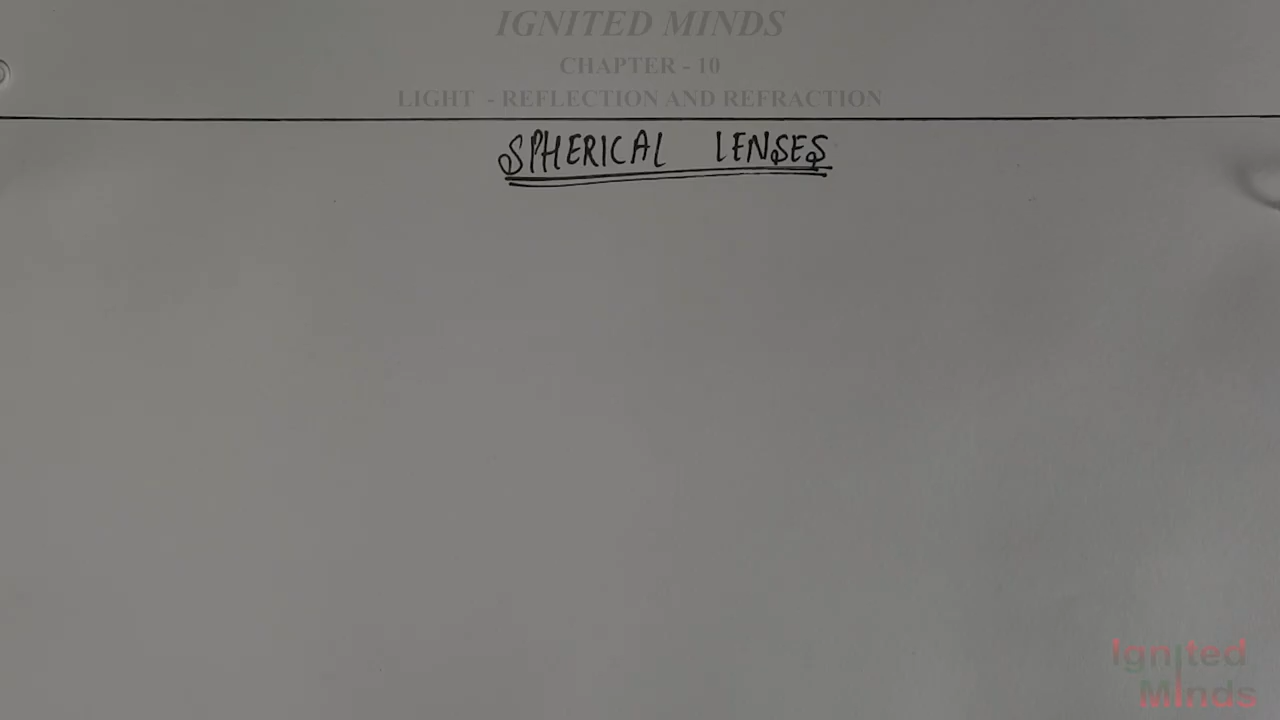 IGNITED MINDS
CHAPTER - 10
LIGHT - REFLECTION AND REFRACTION
SPHERICAL LENSES
Ignited
Minds